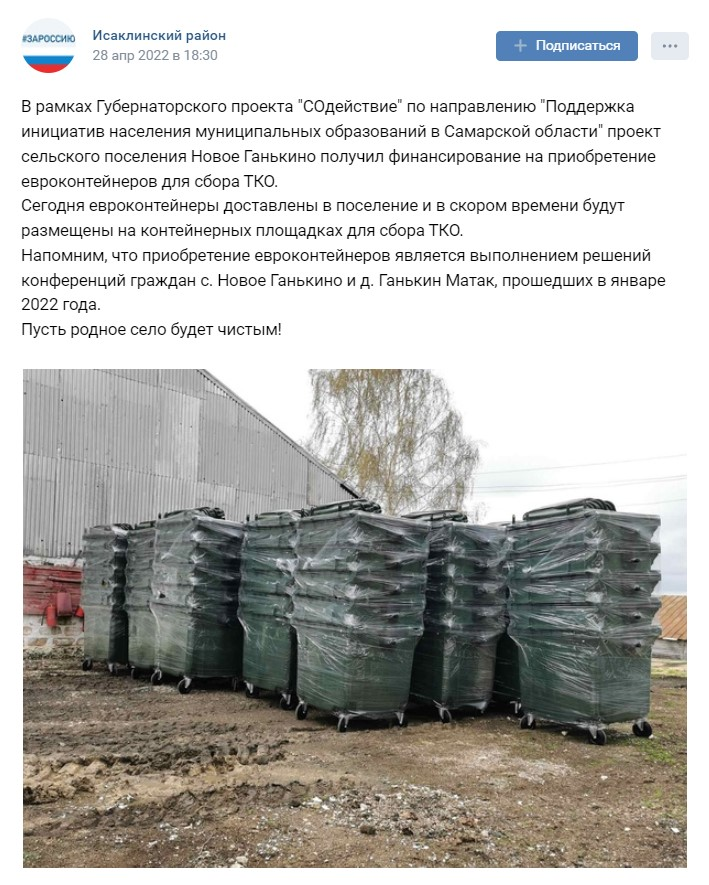 #ЗАРОССИЮ
Исаклинский район
28 апр 2022 в 18:30
Подписаться
В рамках Губернаторского проекта "СОдействие" по направлению "Поддержка
инициатив населения муниципальных образований в Самарской области" проект
сельского поселения Новое Ганькино получил финансирование на приобретение
евроконтейнеров для сбора ТКО.
Сегодня евроконтейнеры доставлены в поселение и в скором времени будут
размещены на контейнерных площадках для сбора ТКО.
Напомним, что приобретение евроконтейнеров является выполнением решений
конференций граждан с. Новое Ганькино и д. Ганькин Матак, прошедших в январе
2022 года.
Пусть родное село будет чистым!